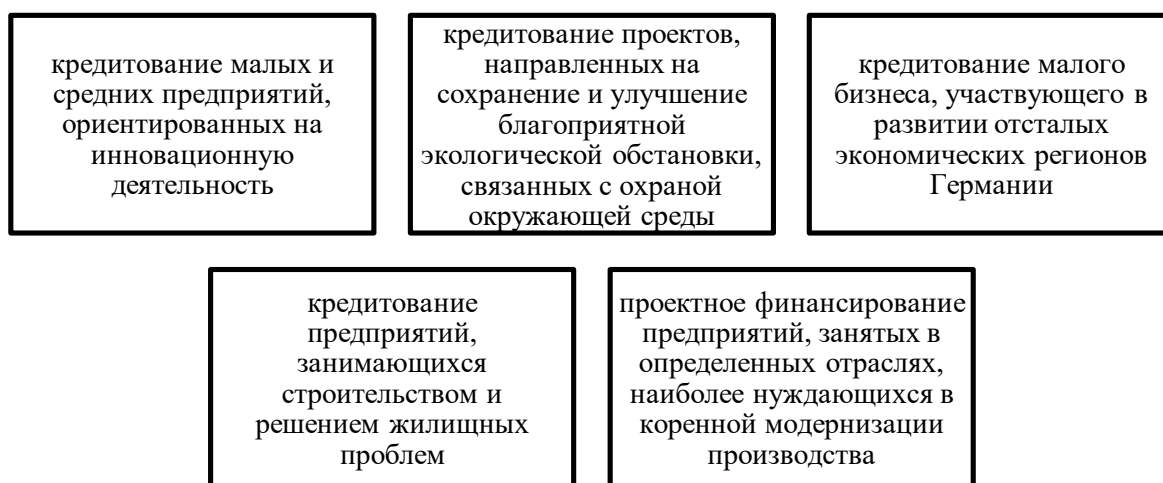 кредитование малых и
средних предприятий,
ориентированных на
инновационную
деятельность
кредитование проектов,
направленных на
сохранение и улучшение
благоприятной
экологической обстановки,
связанных с охраной
окружающей среды
кредитование малого
бизнеса, участвующего в
развитии отсталых
экономических регионов
Германии
кредитование
предприятий,
занимающихся
строительством и
решением жилищных
проблем
проектное финансирование
предприятий, занятых в
определенных отраслях,
наиболее нуждающихся в
коренной модернизации
производства